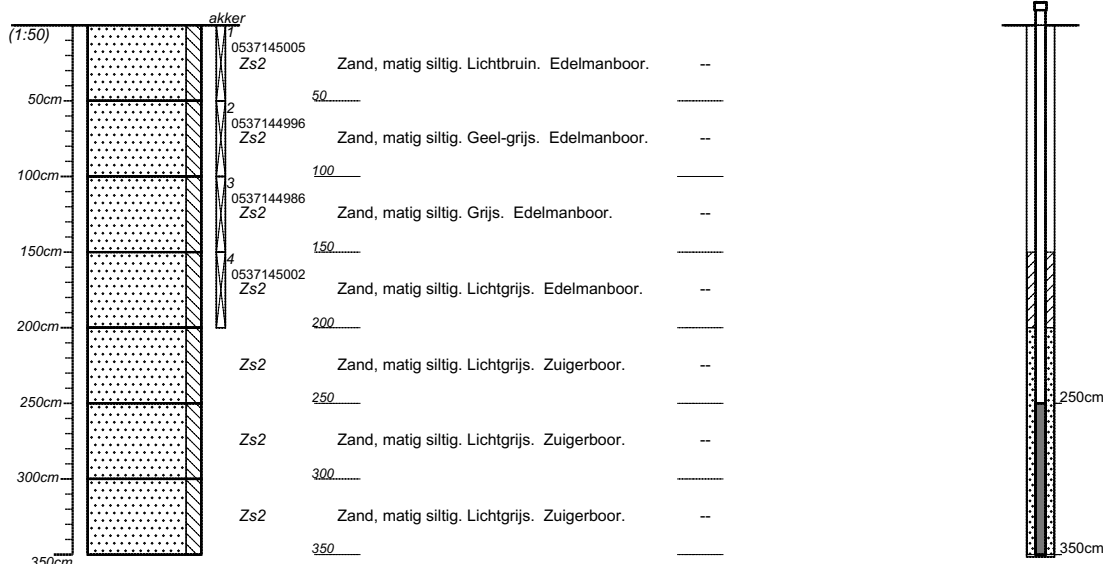 akker
(1:50)
1
0537145005
Zs2 Zand, matig siltig. Lichtbruin. Edelmanboor. --
50cm 50
2
0537144996
Zs2 Zand, matig siltig. Geel-grijs. Edelmanboor. --
100cm 100
3
0537144986
Zs2 Zand, matig siltig. Grijs. Edelmanboor. --
150cm 150
4
0537145002
Zs2 Zand, matig siltig. Lichtgrijs. Edelmanboor. --
200cm 200
Zs2 Zand, matig siltig. Lichtgrijs. Zuigerboor. --
250cm 250 250cm
Zs2 Zand, matig siltig. Lichtgrijs. Zuigerboor. --
300cm 300
Zs2 Zand, matig siltig. Lichtgrijs. Zuigerboor. --
350cm 350 350cm